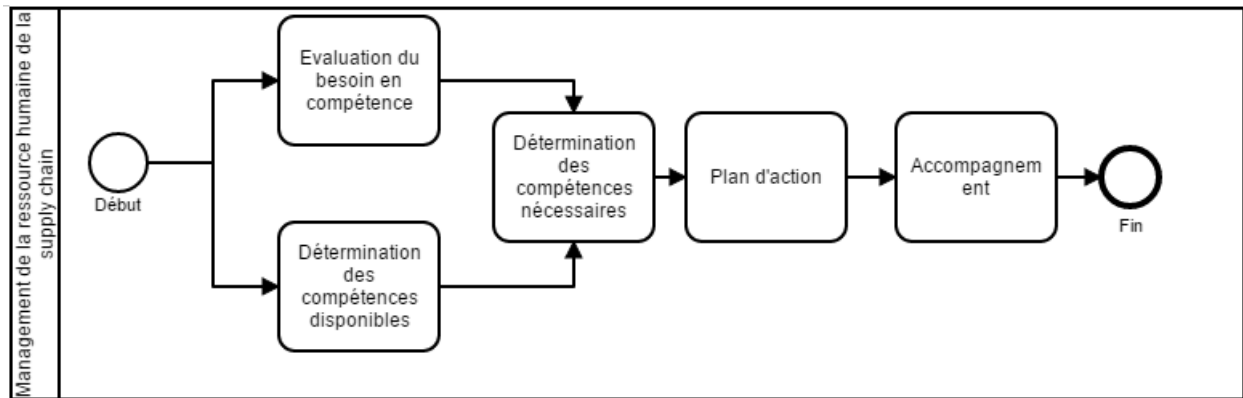 Management de la ressource humaine de la
supply chain
Début
Evaluation du
besoin en
compétence
Détermination
des
compétences
disponibles
Détermination
des
compétences
nécessaires
Plan d'action
Accompagnem
ent
Fin